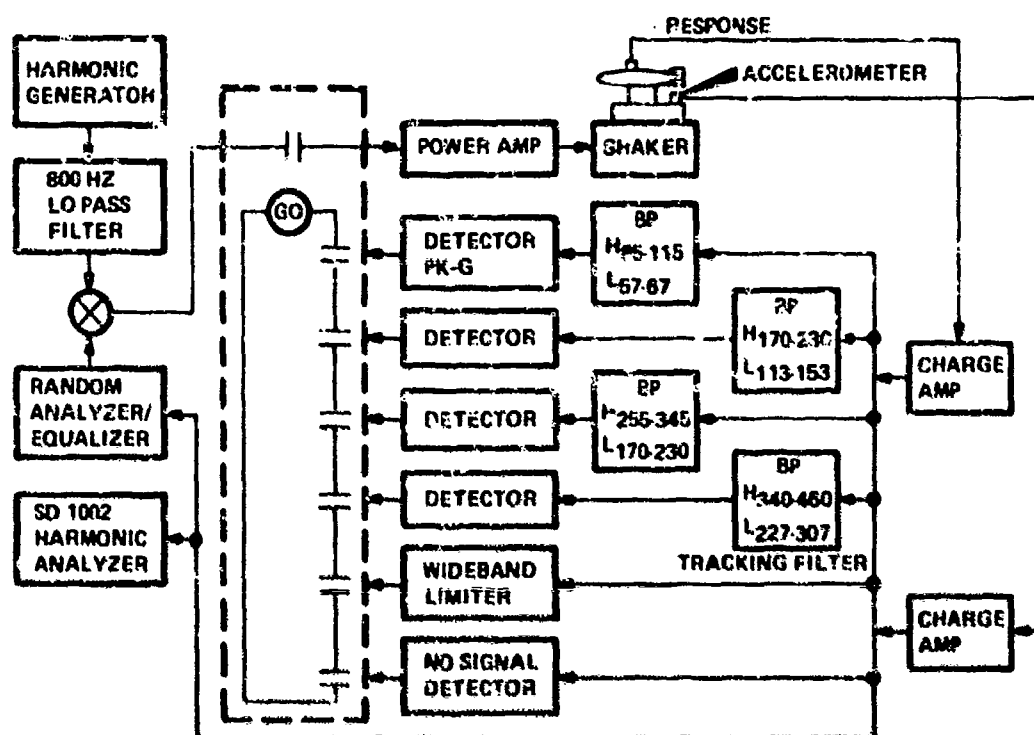 RESPONSE
HARMONIC
GENERATOR
ACCELEROMETER
800 HZ
LO PASS
FILTER
POWER AMP
SHAKER
GO
DETECTOR
PK-G
BP
H85-115
L57-67
DETECTOR
BP
H170-230
L113-153
CHARGE
AMP
RANDOM
ANALYZER/
EQUALIZER
DETECTOR
BP
H255-345
L170-230
SD 1002
HARMONIC
ANALYZER
DETECTOR
BP
H340-460
L227-307
TRACKING FILTER
WIDEBAND
LIMITER
CHARGE
AMP
NO SIGNAL
DETECTOR